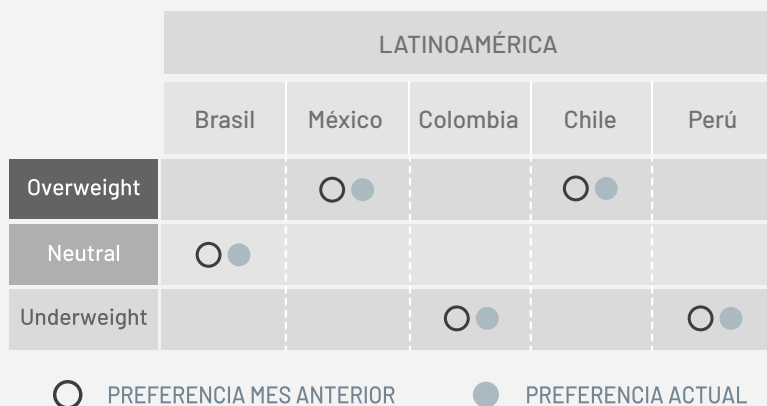 LATINOAMÉRICA
Brasil México Colombia Chile Perú
Overweight
Neutral
Underweight
PREFERENCIA MES ANTERIOR PREFERENCIA ACTUAL